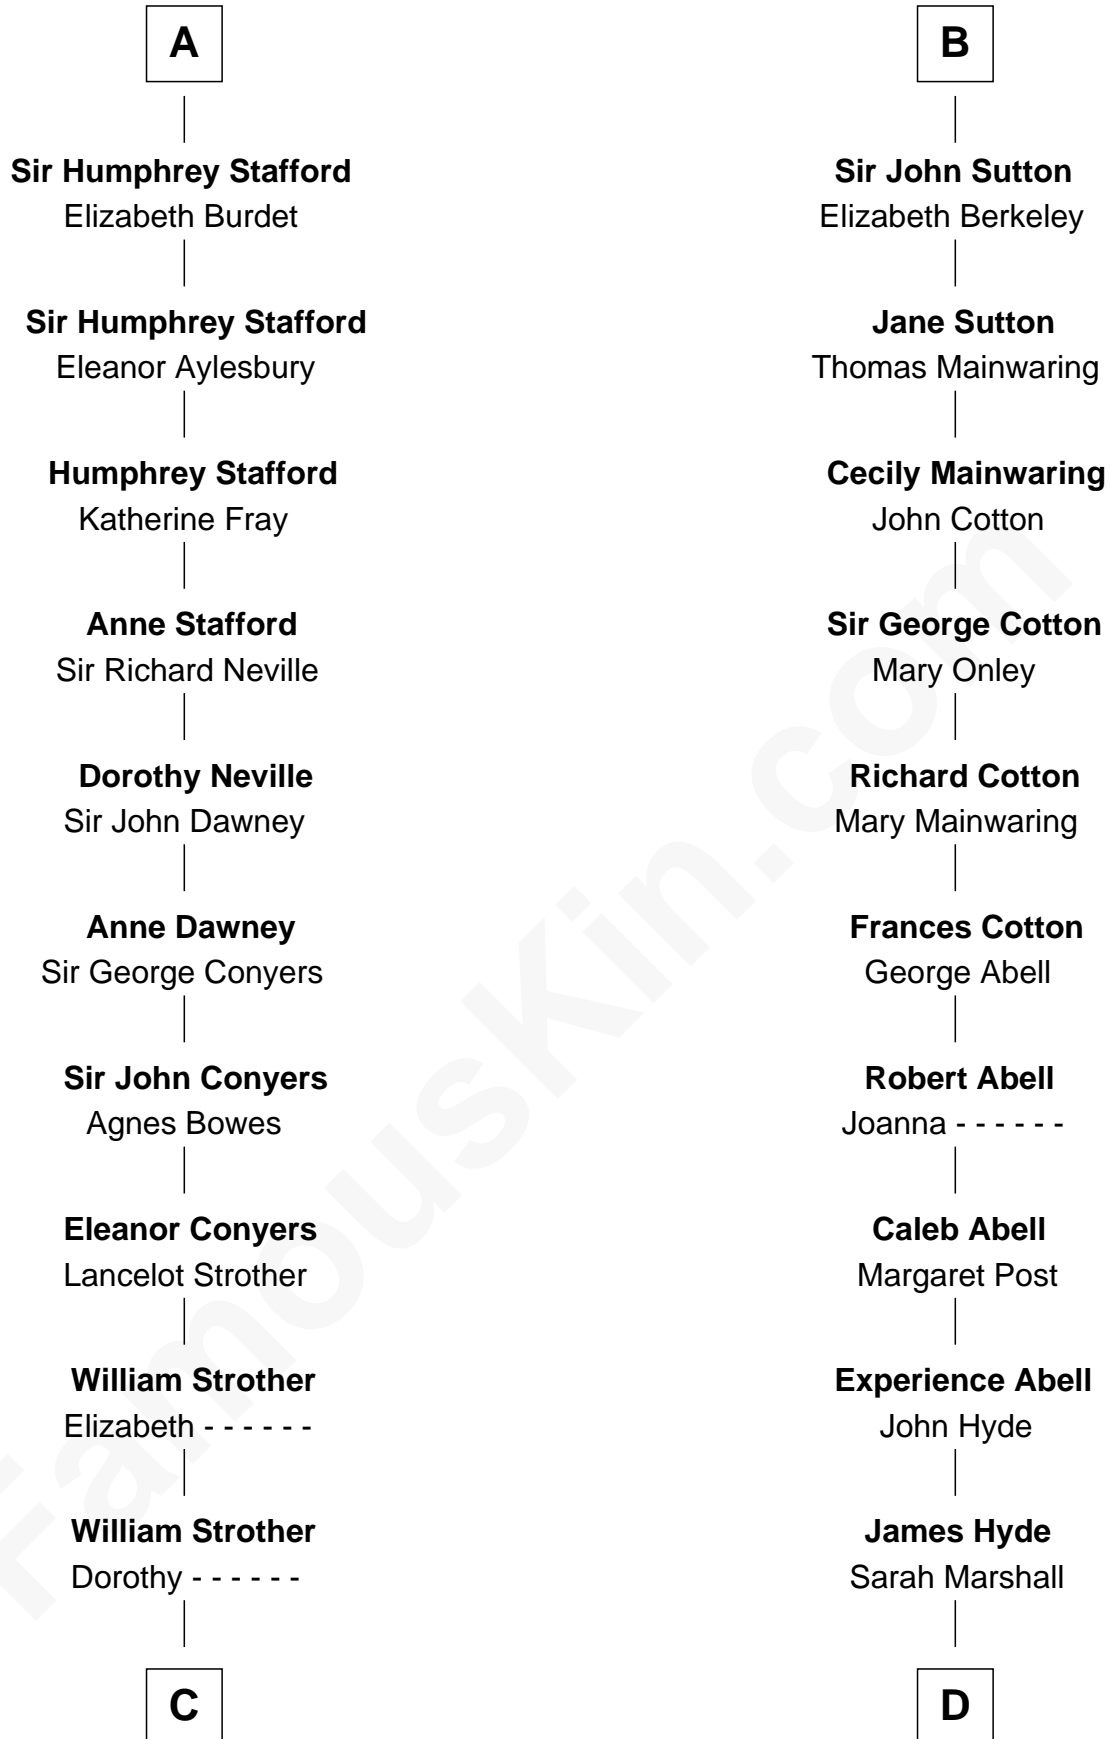 A
Sir Humphrey Stafford
Elizabeth Burdet
Sir Humphrey Stafford
Eleanor Aylesbury
Humphrey Stafford
Katherine Fray
Anne Stafford
Sir Richard Neville
Dorothy Neville
Sir John Dawney
Anne Dawney
Sir George Conyers
Sir John Conyers
Agnes Bowes
Eleanor Conyers
Lancelot Strother
William Strother
Elizabeth - - - - - -
William Strother
Dorothy - - - - - -
C
B
Sir John Sutton
Elizabeth Berkeley
Jane Sutton
Thomas Mainwaring
Cecily Mainwaring
John Cotton
Sir George Cotton
Mary Onley
Richard Cotton
Mary Mainwaring
Frances Cotton
George Abell
Robert Abell
Joanna - - - - - -
Caleb Abell
Margaret Post
Experience Abell
John Hyde
James Hyde
Sarah Marshall
D
FamousKin.com